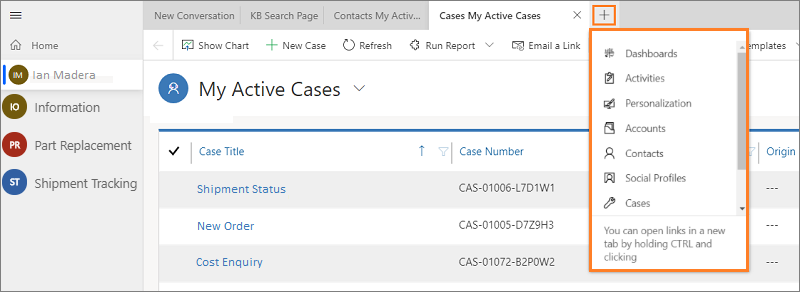 New Conversation KB Search Page Contacts My Activ... Cases My Active Cases
Home
Show Chart New Case Refresh Run Report Email a Link emplates
IM Ian Madera
My Active Cases
IO Information
PR Part Replacement
ST Shipment Tracking
Case Title Case Number Origin
Shipment Status CAS-01006-L7D1W1 ---
New Order CAS-01005-D7Z9H3 ---
Cost Enquiry CAS-01072-B2P0W2 ---
Dashboards
Activities
Personalization
Accounts
Contacts
Social Profiles
Cases
You can open links in a new
tab by holding CTRL and
clicking